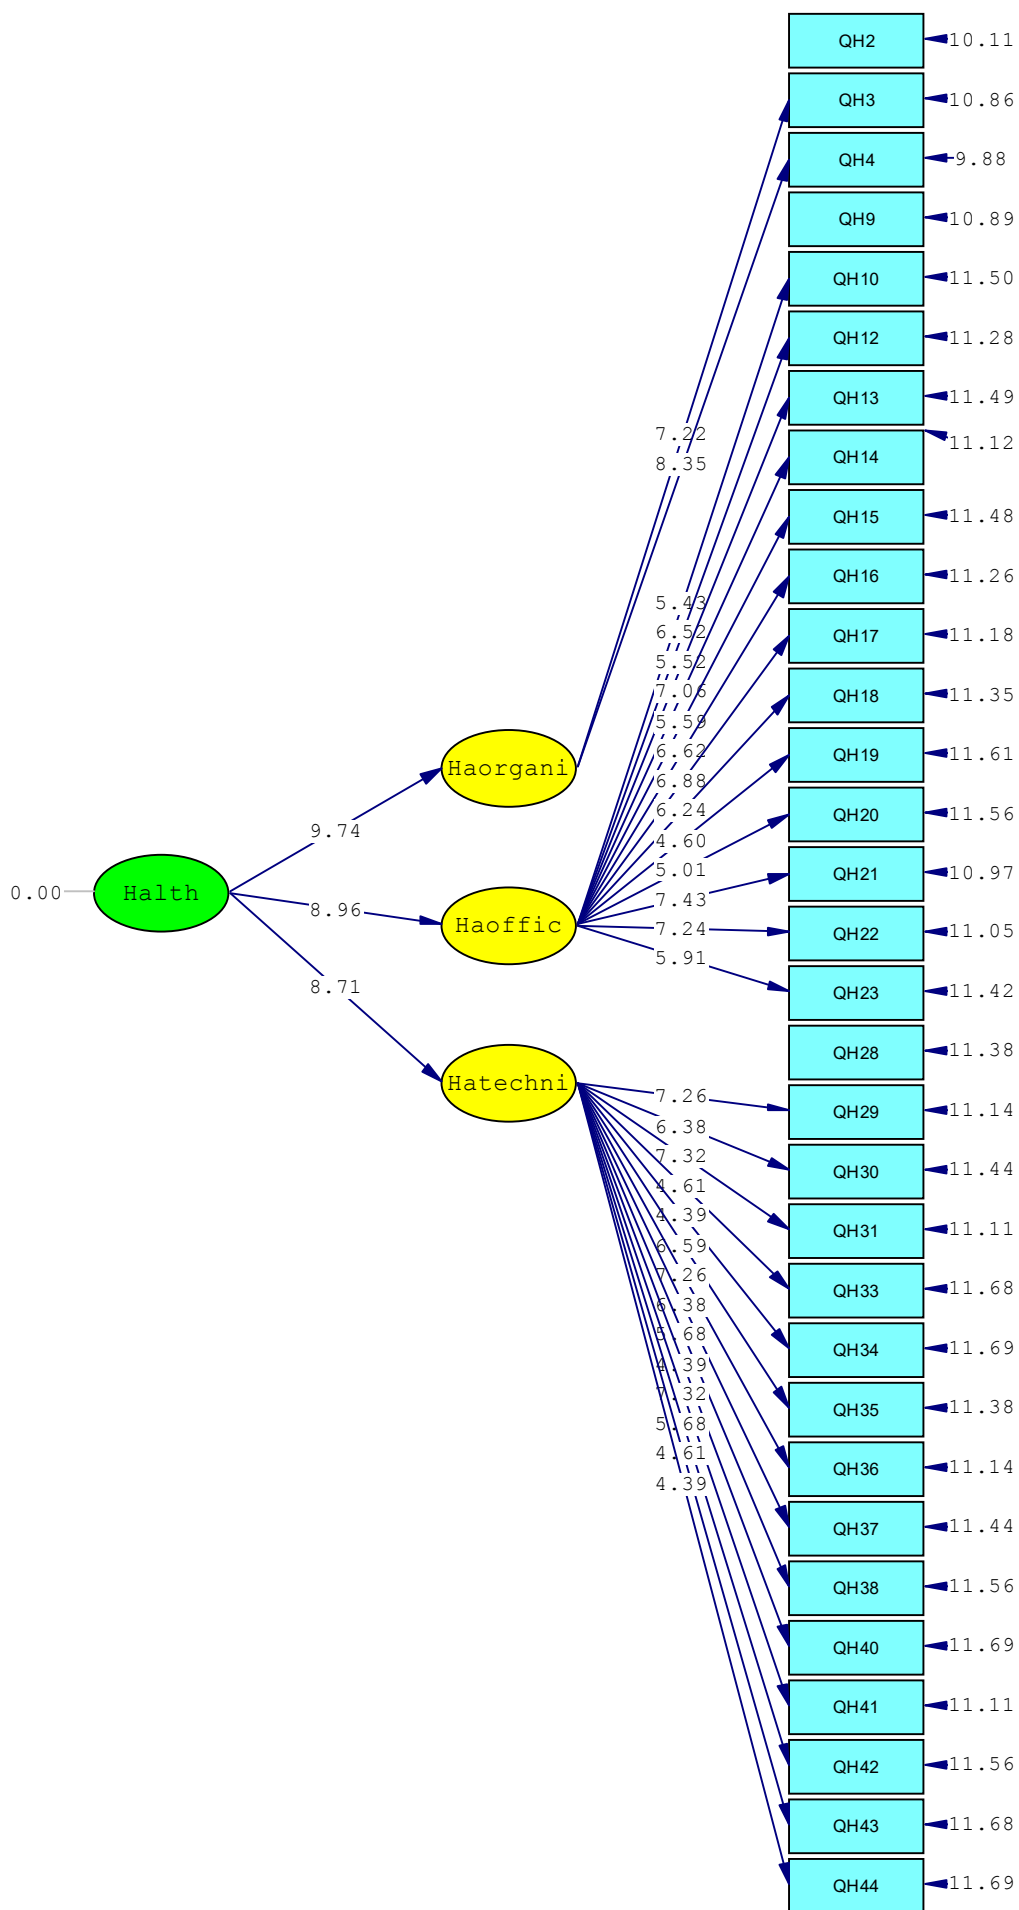 QH2 10.11
QH3 10.86
QH4 9.88
QH9 10.89
QH10 11.50
QH12 11.28
QH13 11.49
QH14 11.12
QH15 11.48
QH16 11.26
QH17 11.18
QH18 11.35
QH19 11.61
QH20 11.56
QH21 10.97
QH22 11.05
QH23 11.42
QH28 11.38
QH29 11.14
QH30 11.44
QH31 11.11
QH33 11.68
QH34 11.69
QH35 11.38
QH36 11.14
QH37 11.44
QH38 11.56
QH40 11.69
QH41 11.11
QH42 11.56
QH43 11.68
QH44 11.69
7.22
8.35
5.43
6.52
5.52
7.06
5.59
6.62
6.88
6.24
4.60
5.01
7.43
7.24
5.91
7.26
6.38
7.32
4.61
4.39
6.59
7.26
6.38
5.68
4.39
7.32
5.68
4.61
4.39
Haorgani
Haoffic
Hatechni
9.74
8.96
8.71
0.00
Halth